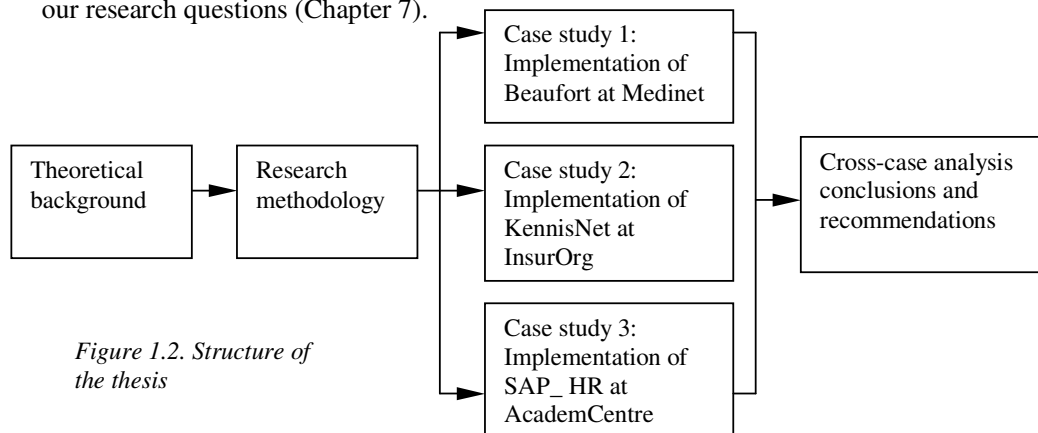 our research questions (Chapter 7).
Theoretical
background
Research
methodology
Case study 1:
Implementation of
Beaufort at Medinet
Case study 2:
Implementation of
KennisNet at
InsurOrg
Case study 3:
Implementation of
SAP_ HR at
AcademCentre
Cross-case analysis
conclusions and
recommendations
Figure 1.2. Structure of
the thesis